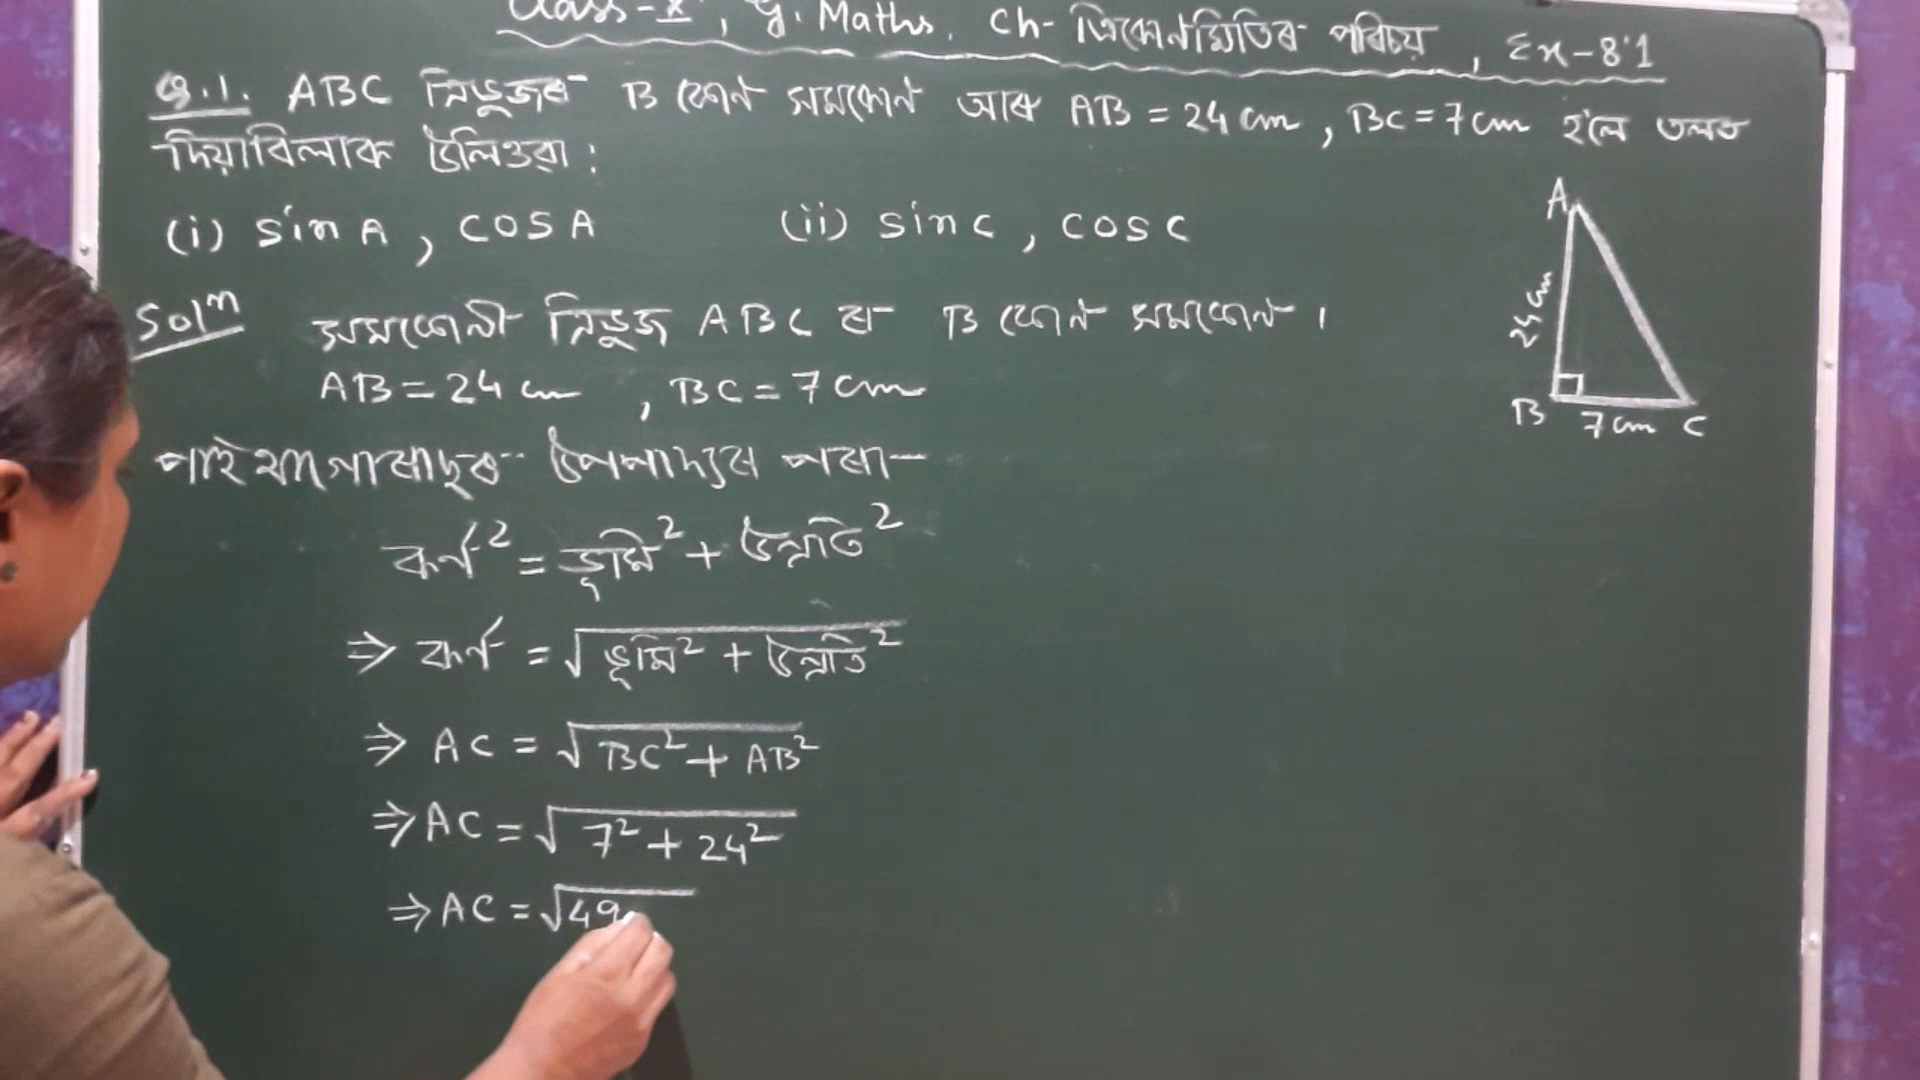 Class-X, G. Maths, Ch- ত্ৰিকোণমিতিৰ পৰিচয়, Ex-8.1
Q.1. ABC ত্ৰিভুজৰ B কোণ সমকোণ আৰু AB = 24 cm, BC = 7 cm হ'লে তলত
দিয়াবিলাক উলিওৱা :
(i) sin A, cos A (ii) sin C, cos C
A
24 cm
B 7 cm C
Solⁿ সমকোণী ত্ৰিভুজ ABC ৰ B কোণ সমকোণ।
AB = 24 cm, BC = 7 cm
পাইথাগোৰাছৰ উপপাদ্যৰ পৰা—
কৰ্ণ² = ভূমি² + উন্নতি²
⇒ কৰ্ণ = √ভূমি² + উন্নতি²
⇒ AC = √BC² + AB²
⇒ AC = √7² + 24²
⇒ AC = √49